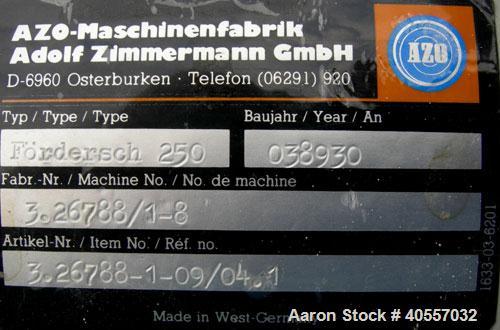 AZO-Maschinenfabrik
Adolf Zimmermann GmbH
D-6960 Osterburken · Telefon (06291) 920
AZO
Typ / Type / Type
Baujahr / Year / An
Fördersch 250
038930
Fabr.-Nr. / Machine No. / No de machine
3.26788/1-8
Artikel-Nr. / Item No. / Réf. no.
3.26788-1-09/04.1
1633-03-6201
Made in West-Germany
Aaron Stock # 40557032